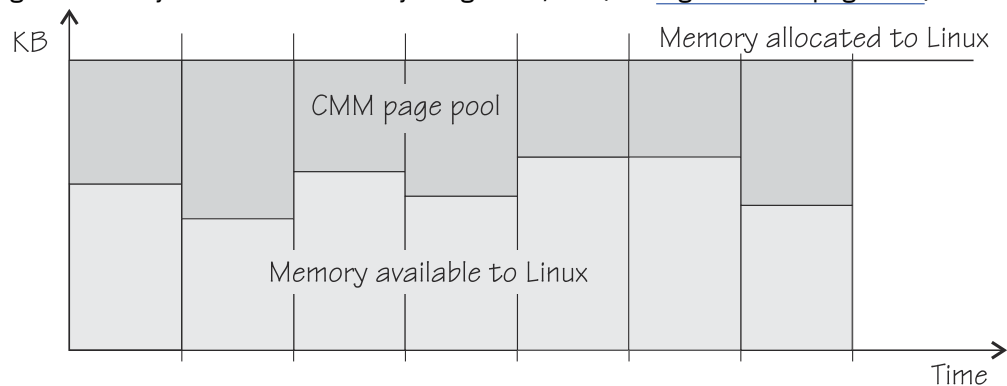 KB
Memory allocated to Linux
CMM page pool
Memory available to Linux
Time